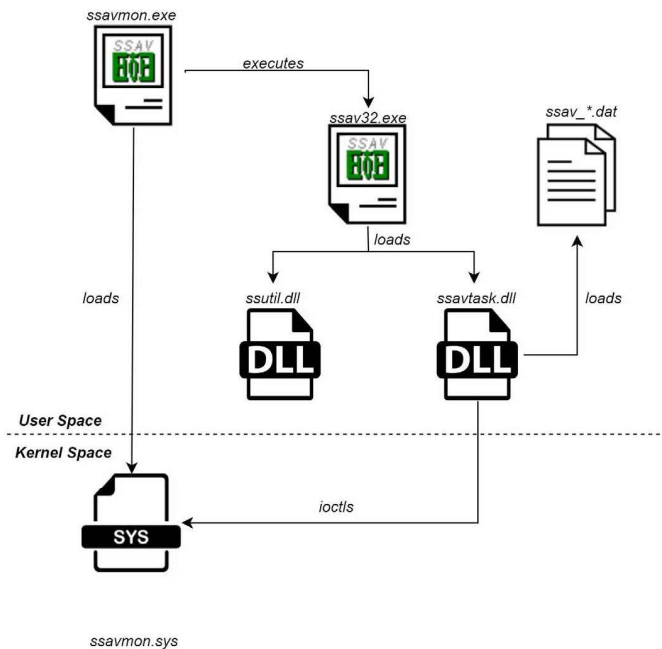 ssavmon.exe
SSAV
executes
ssav32.exe
SSAV
ssav_*.dat
loads
loads
ssutil.dll
ssavtask.dll
loads
DLL
DLL
User Space
Kernel Space
ioctls
SYS
ssavmon.sys